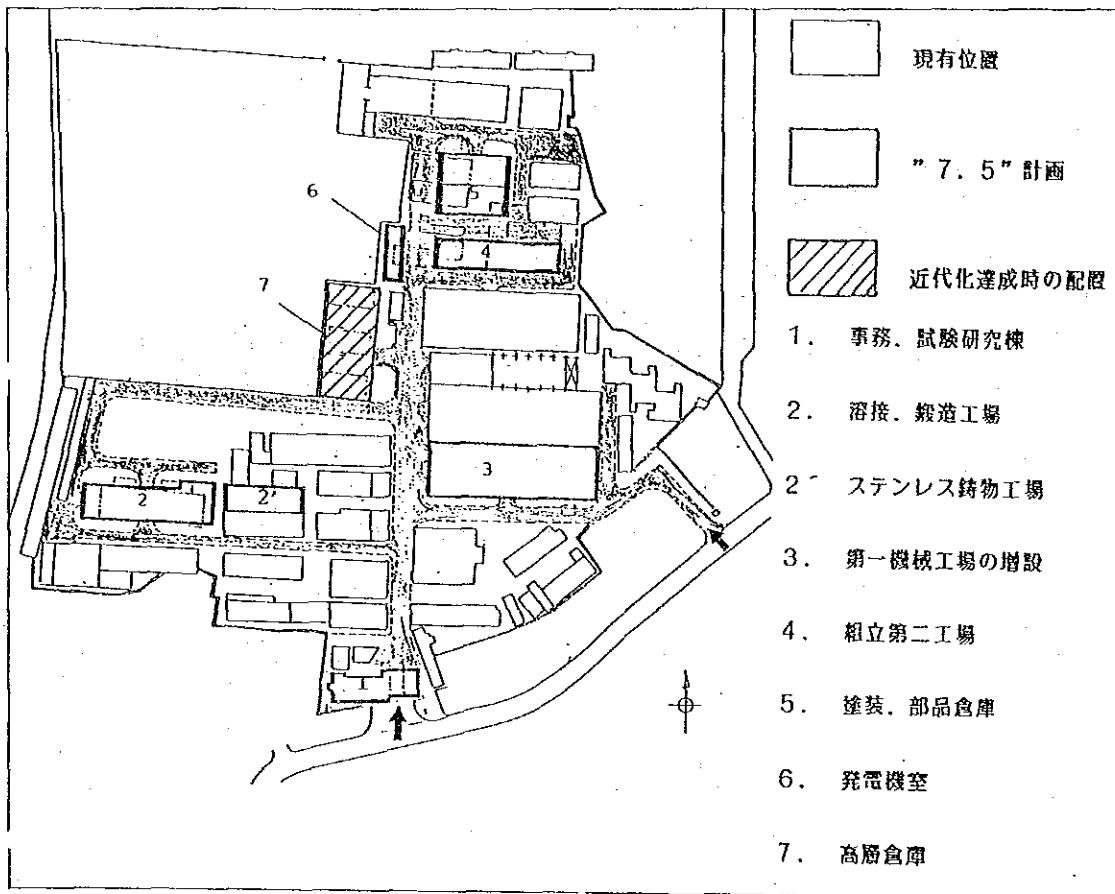 現有位置
”７．５”計画
近代化達成時の配置
1． 事務、試験研究棟
2． 溶接、鍛造工場
2´ ステンレス鋳物工場
3． 第一機械工場の増設
4． 組立第二工場
5． 塗装、部品倉庫
6． 発電機室
7． 高層倉庫
6
5
4
7
3
2
2'
1